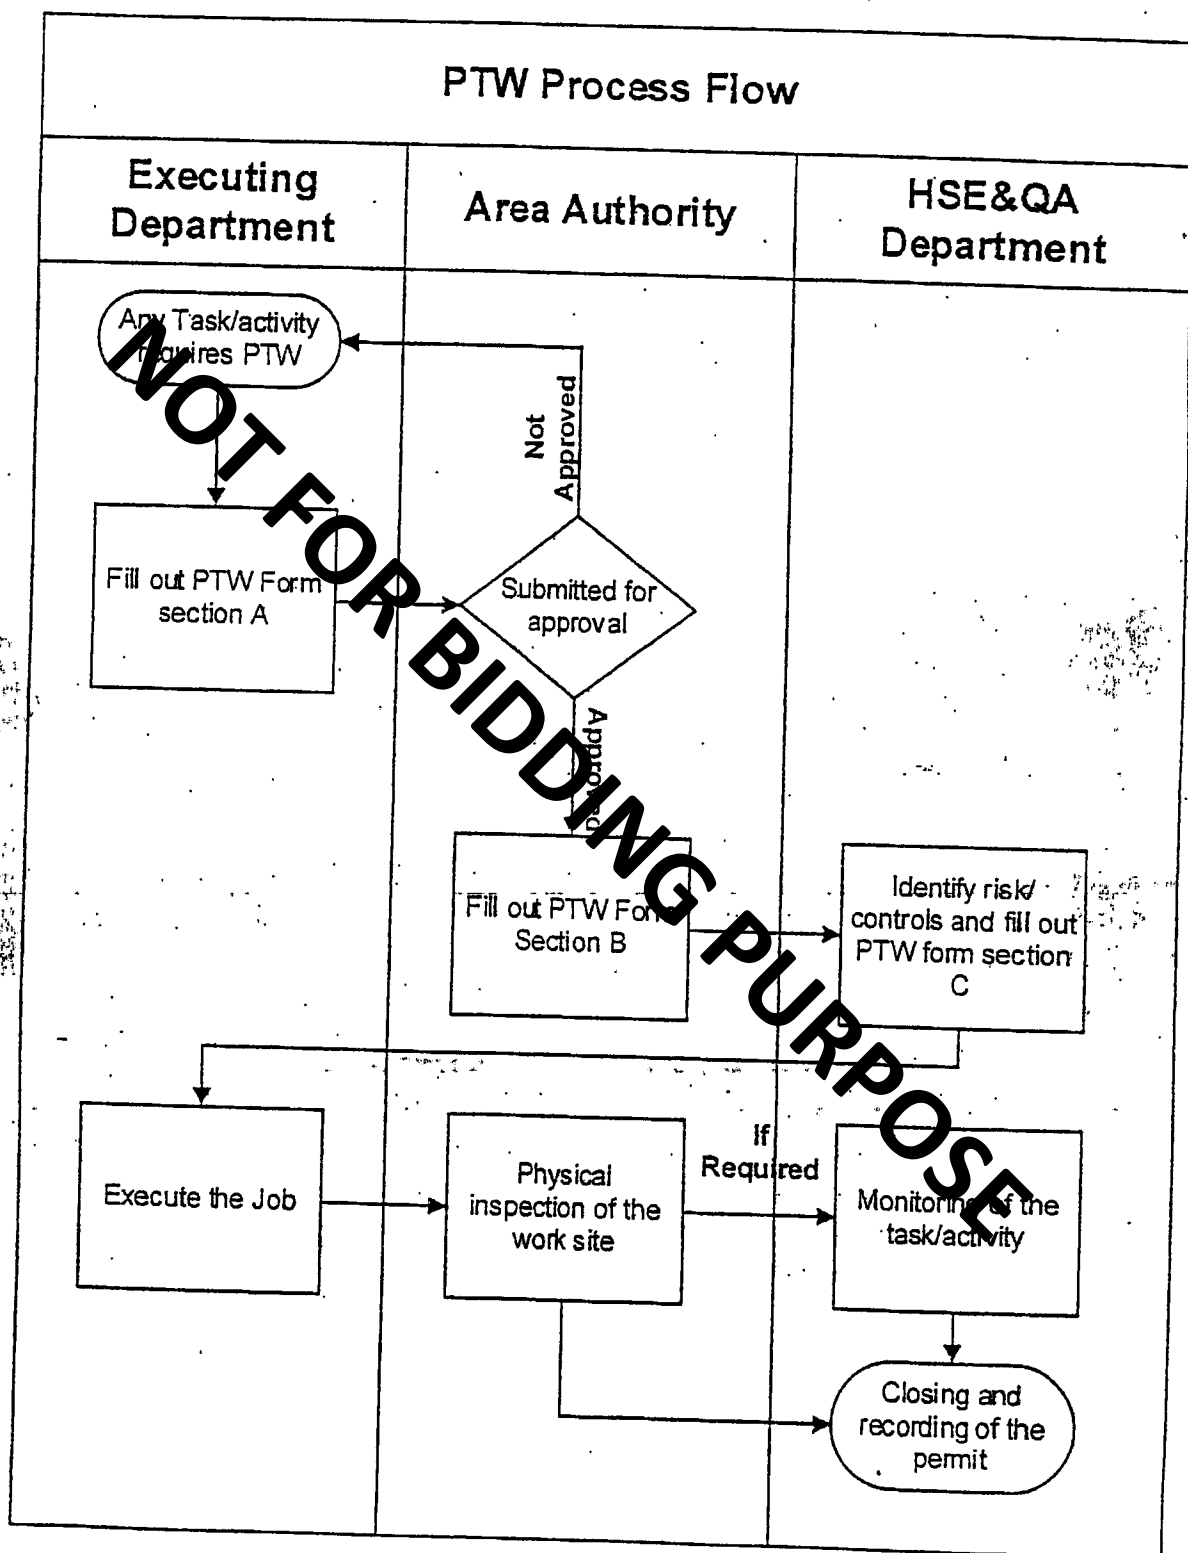 PTW Process Flow
Executing
Department
Area Authority
HSE&QA
Department
Any Task/activity
requires PTW
Not
Approved
Fill out PTW Form
section A
Submitted for
approval
Approved
Fill out PTW Form
Section B
Identify risk/
controls and fill out
PTW form section
C
Execute the Job
Physical
inspection of the
work site
If
Required
Monitoring of the
task/activity
Closing and
recording of the
permit
NOT FOR BIDDING PURPOSE